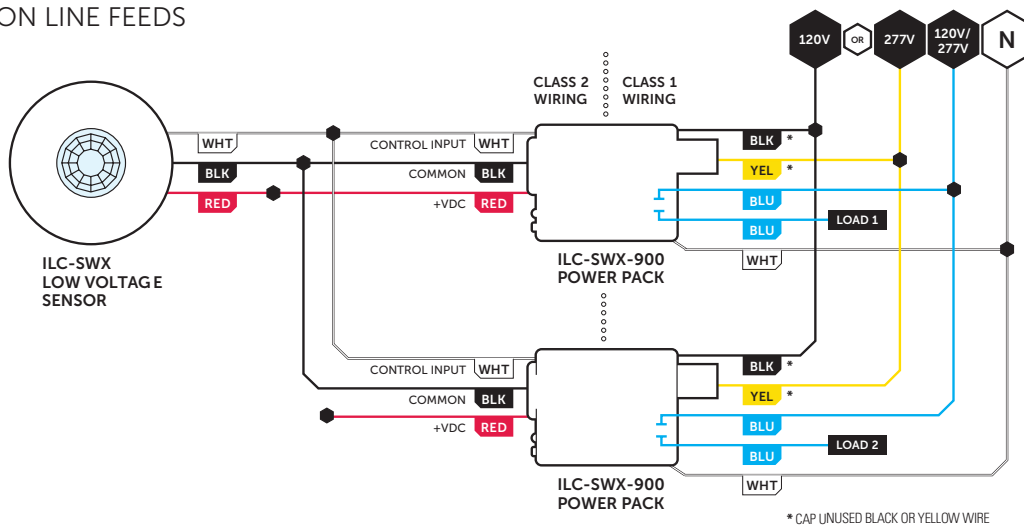 ON LINE FEEDS
120V
OR
277V
120V/
277V
N
CLASS 2
WIRING
CLASS 1
WIRING
WHT
CONTROL INPUT WHT
BLK *
BLK
COMMON BLK
YEL *
RED
+VDC RED
BLU
LOAD 1
BLU
WHT
ILC-SWX
LOW VOLTAGE
SENSOR
ILC-SWX-900
POWER PACK
CONTROL INPUT WHT
BLK *
COMMON BLK
YEL *
+VDC RED
BLU
LOAD 2
BLU
WHT
ILC-SWX-900
POWER PACK
* CAP UNUSED BLACK OR YELLOW WIRE